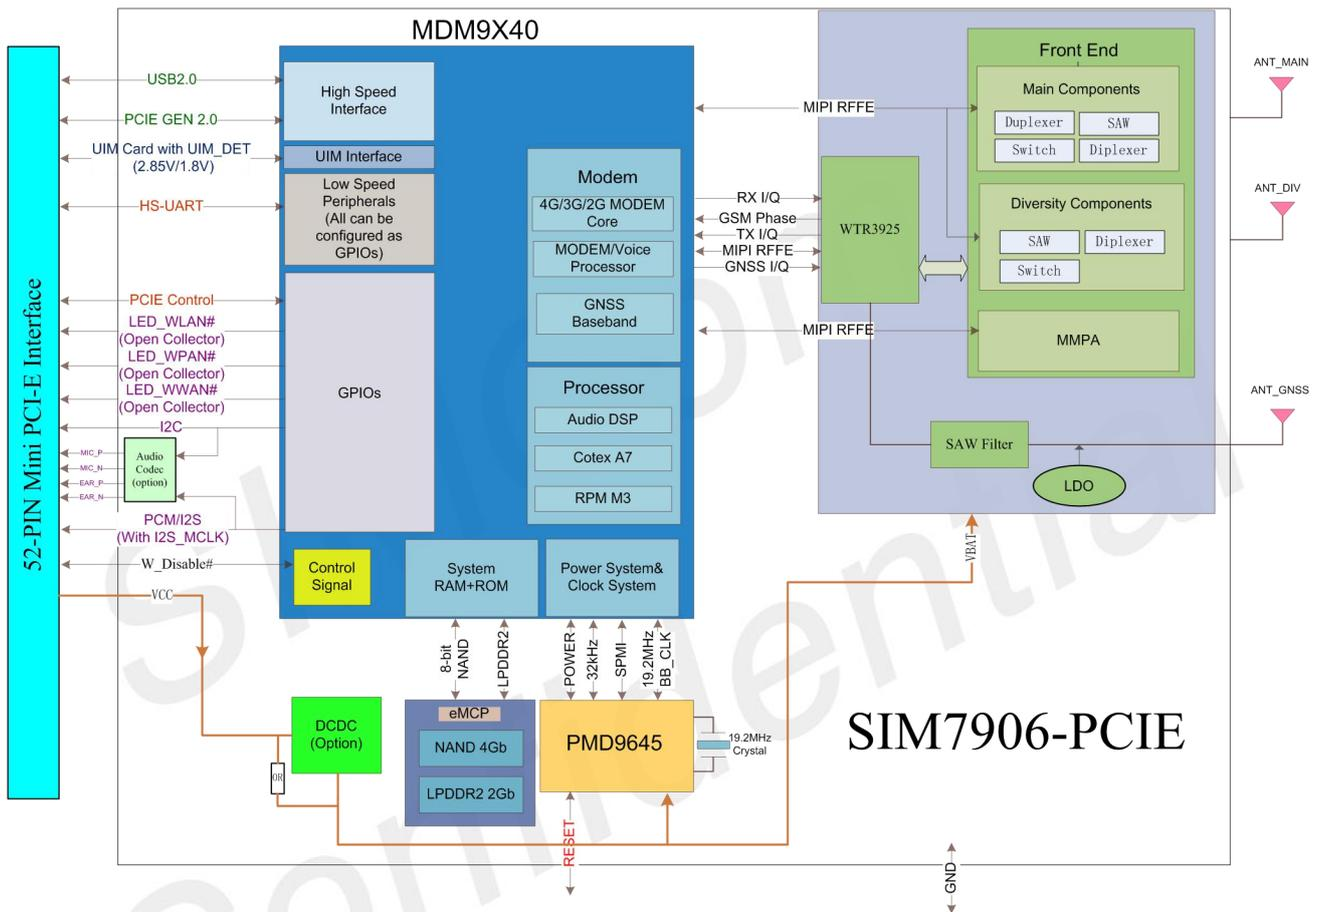 MDM9X40
52-PIN Mini PCI-E Interface
USB2.0
PCIE GEN 2.0
UIM Card with UIM_DET
(2.85V/1.8V)
HS-UART
PCIE Control
LED_WLAN#
(Open Collector)
LED_WPAN#
(Open Collector)
LED_WWAN#
(Open Collector)
I2C
MIC_P
MIC_N
EAR_P
EAR_N
Audio
Codec
(option)
PCM/I2S
(With I2S_MCLK)
W_Disable#
VCC
High Speed
Interface
UIM Interface
Low Speed
Peripherals
(All can be
configured as
GPIOs)
GPIOs
Control
Signal
Modem
4G/3G/2G MODEM
Core
MODEM/Voice
Processor
GNSS
Baseband
Processor
Audio DSP
Cotex A7
RPM M3
System
RAM+ROM
Power System&
Clock System
MIPI RFFE
RX I/Q
GSM Phase
TX I/Q
MIPI RFFE
GNSS I/Q
MIPI RFFE
WTR3925
Front End
Main Components
Duplexer
SAW
Switch
Diplexer
Diversity Components
SAW
Diplexer
Switch
MMPA
SAW Filter
LDO
ANT_MAIN
ANT_DIV
ANT_GNSS
VBAT
8-bit
NAND
LPDDR2
POWER
32kHz
SPMI
19.2MHz
BB_CLK
DCDC
(Option)
0R
eMCP
NAND 4Gb
LPDDR2 2Gb
PMD9645
19.2MHz
Crystal
RESET
GND
SIM7906-PCIE
SIMCom
Confidential